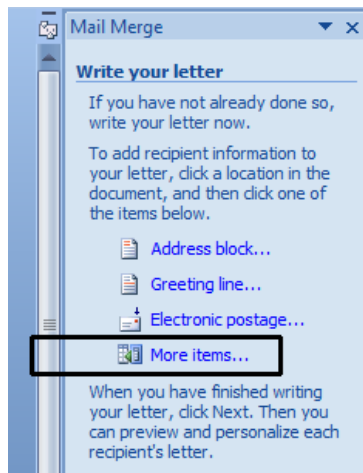 Mail Merge
Write your letter
If you have not already done so,
write your letter now.
To add recipient information to
your letter, click a location in the
document, and then click one of
the items below.
Address block...
Greeting line...
Electronic postage...
More items...
When you have finished writing
your letter, click Next. Then you
can preview and personalize each
recipient's letter.